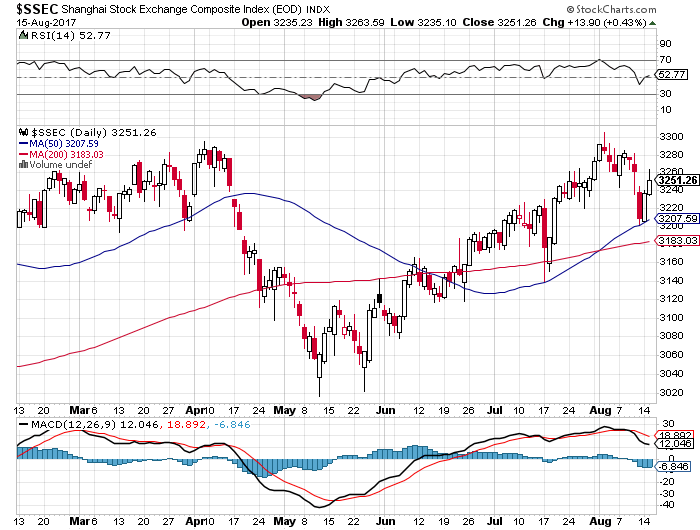 $SSEC Shanghai Stock Exchange Composite Index (EOD) INDX
© StockCharts.com
15-Aug-2017
Open 3235.23 High 3263.59 Low 3235.10 Close 3251.26 Chg +13.90 (+0.43%)
RSI(14) 52.77
90
70
52.77
50
30
10
$SSEC (Daily) 3251.26
MA(50) 3207.59
MA(200) 3183.03
Volume undef
3300
3280
3260
3251.26
3240
3220
3207.59
3200
3183.03
3180
3160
3140
3120
3100
3080
3060
3040
3020
13 20 Mar 6 13 20 27 Apr 10 17 24 May 8 15 22 Jun 12 19 26 Jul 10 17 24 Aug 7 14
MACD(12,26,9) 12.046, 18.892, -6.846
30
18.892
12.046
10
0
-6.846
-10
-20
-30
-40
13 20 Mar 6 13 20 27 Apr 10 17 24 May 8 15 22 Jun 12 19 26 Jul 10 17 24 Aug 7 14